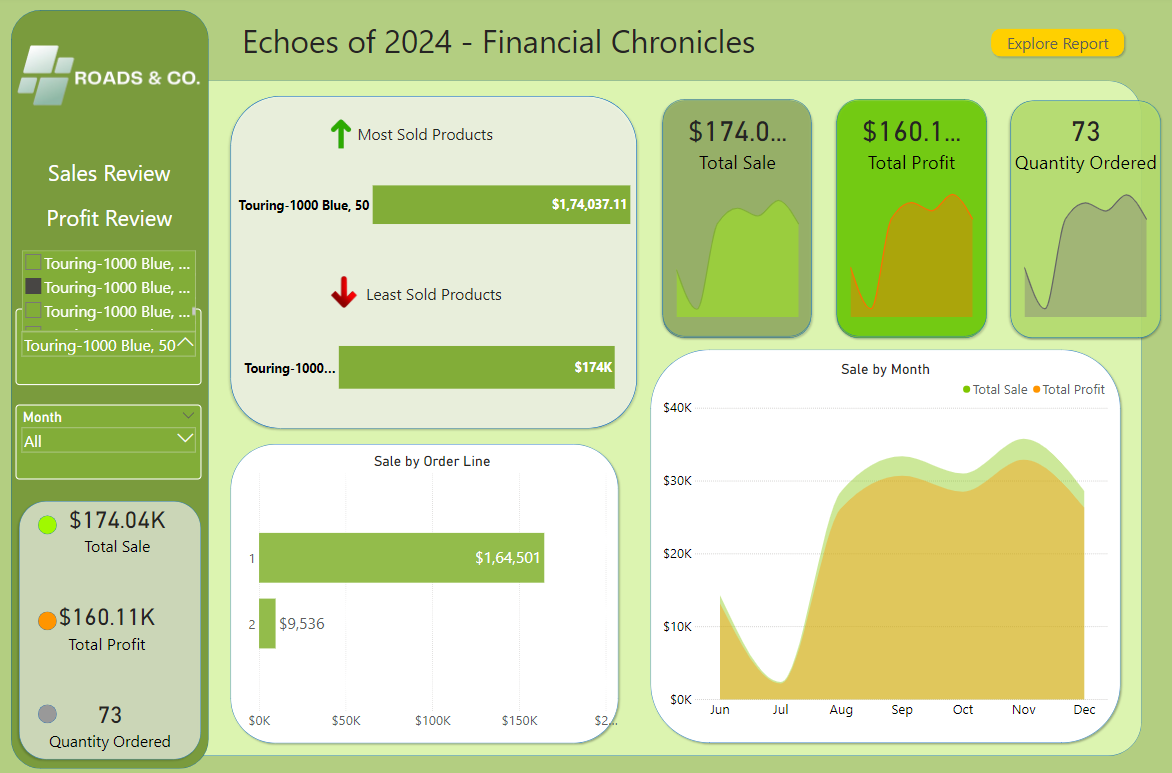 Echoes of 2024 - Financial Chronicles
Explore Report
ROADS & CO.
Sales Review
Profit Review
Touring-1000 Blue, ...
Touring-1000 Blue, ...
Touring-1000 Blue, ...
Touring-1000 Blue, 50
Month
All
$174.04K
Total Sale
$160.11K
Total Profit
73
Quantity Ordered
Most Sold Products
Touring-1000 Blue, 50
$1,74,037.11
Least Sold Products
Touring-1000...
$174K
$174.0...
Total Sale
$160.1...
Total Profit
73
Quantity Ordered
Sale by Order Line
1
$1,64,501
2
$9,536
$0K
$50K
$100K
$150K
$2...
Sale by Month
Total Sale
Total Profit
$40K
$30K
$20K
$10K
$0K
Jun
Jul
Aug
Sep
Oct
Nov
Dec